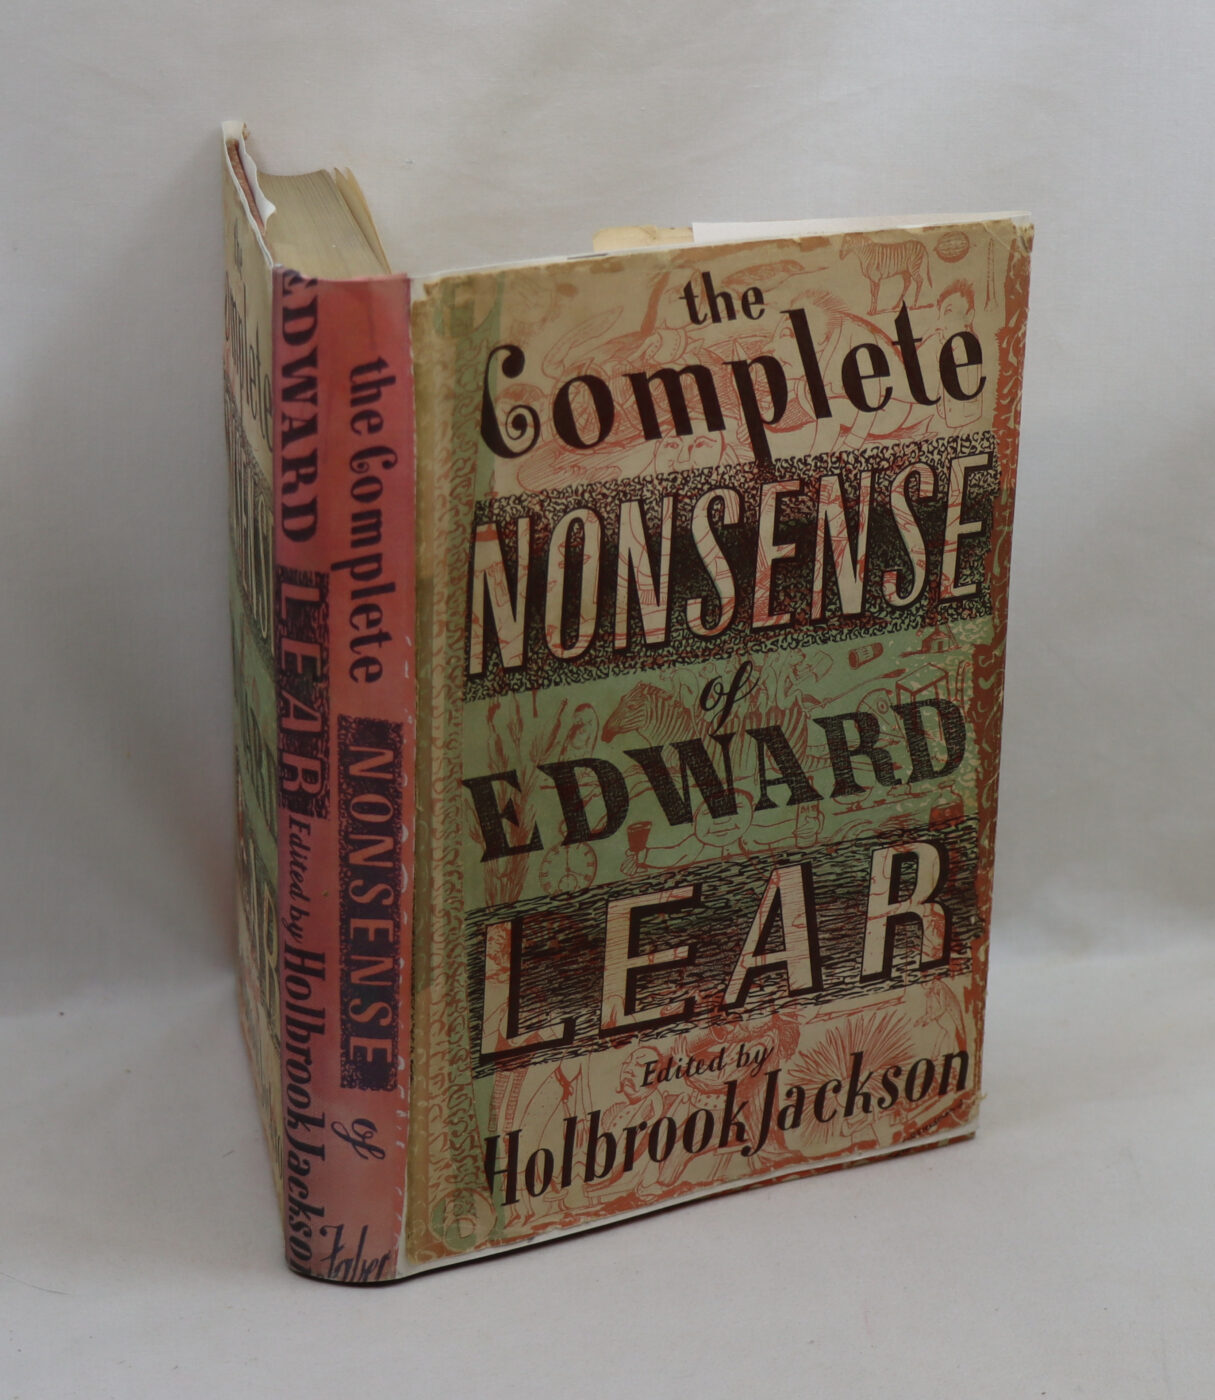 the
Complete
NONSENSE
of
EDWARD
LEAR
Edited by
Holbrook Jackson
the Complete NONSENSE of
EDWARD LEAR Edited by Holbrook Jackson
Faber